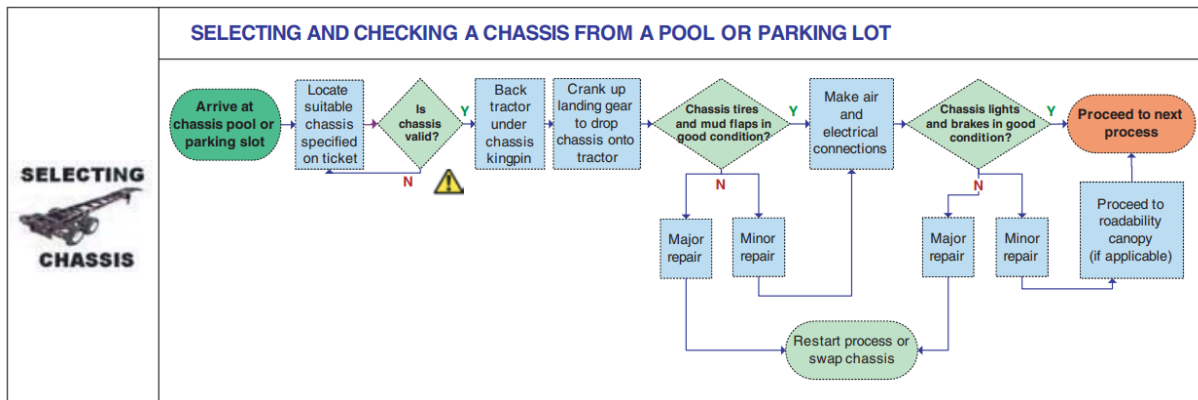 SELECTING AND CHECKING A CHASSIS FROM A POOL OR PARKING LOT
SELECTING
CHASSIS
Arrive at
chassis pool or
parking slot
Locate
suitable
chassis
specified
on ticket
Is
chassis
valid?
Y
N
Back
tractor
under
chassis
kingpin
Crank up
landing gear
to drop
chassis onto
tractor
Chassis tires
and mud flaps in
good condition?
Y
N
Major
repair
Minor
repair
Make air
and
electrical
connections
Chassis lights
and brakes in good
condition?
Y
N
Major
repair
Minor
repair
Proceed to
roadability
canopy
(if applicable)
Proceed to next
process
Restart process or
swap chassis